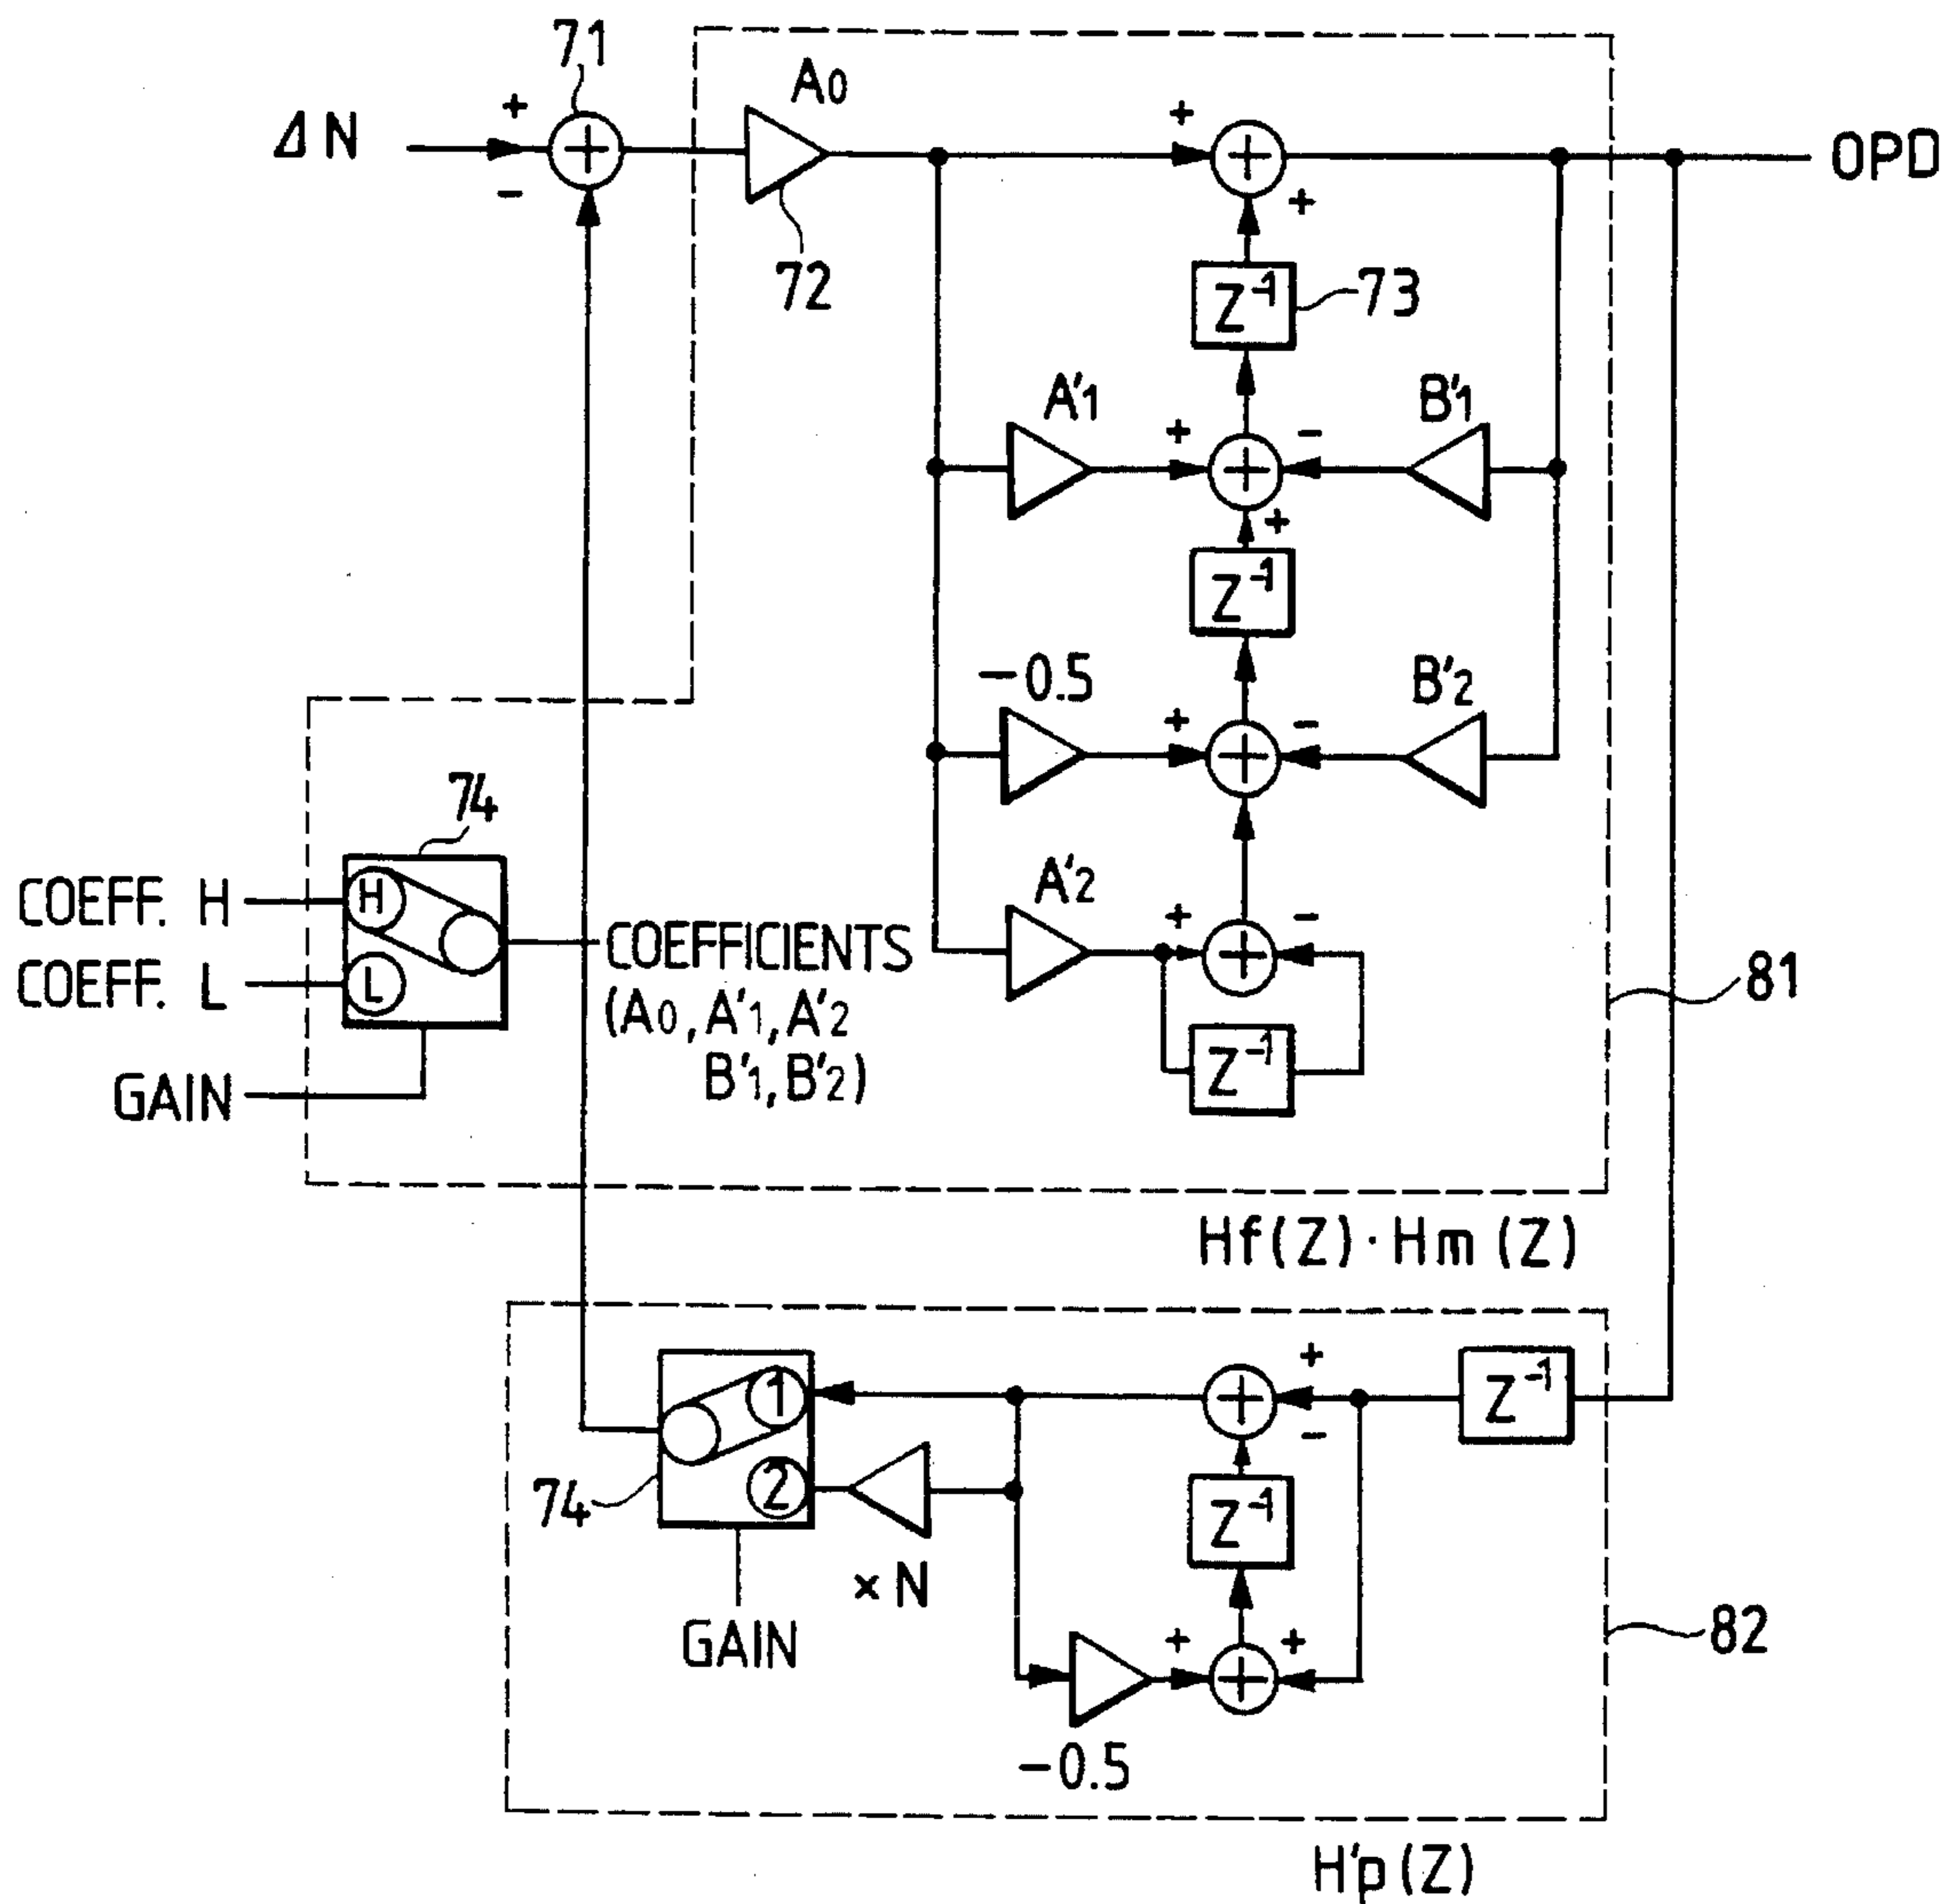 71
ΔN
+
−
A0
72
+
+
OPD
Z-1
73
A'1
+
−
B'1
+
Z-1
−0.5
+
−
B'2
74
COEFF. H
H
COEFF. L
L
GAIN
COEFFICIENTS
(A0, A'1, A'2
B'1, B'2)
A'2
+
−
Z-1
81
Hf(Z)·Hm(Z)
1
2
74
GAIN
×N
+
−
Z-1
Z-1
+
+
−0.5
82
H'p(Z)